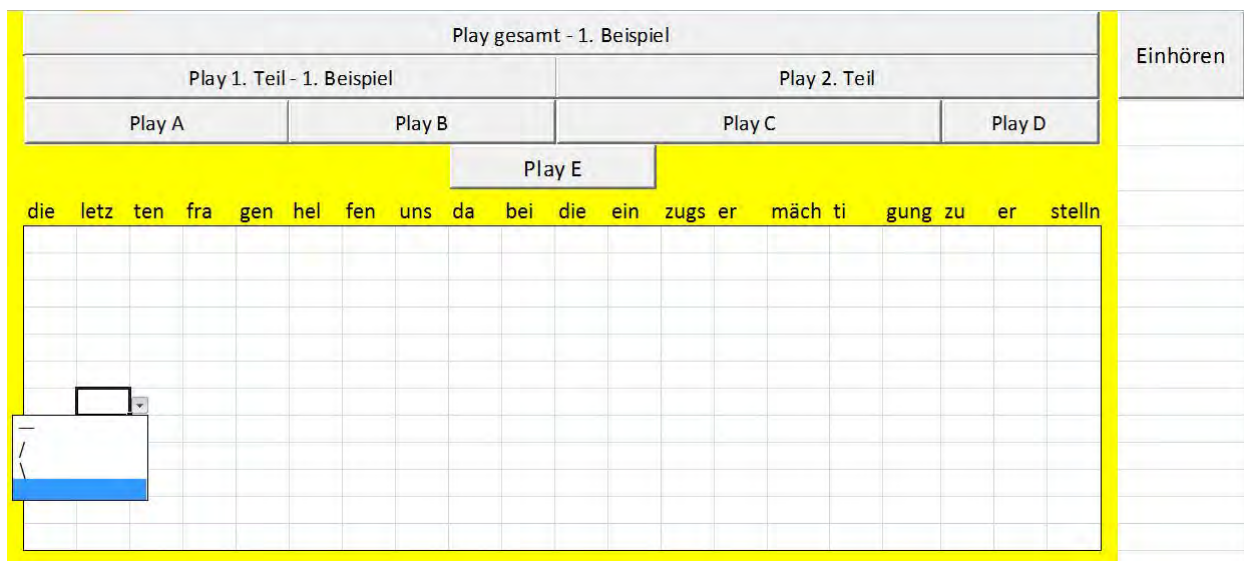 Play gesamt - 1. Beispiel
Einhören
Play 1. Teil - 1. Beispiel Play 2. Teil
Play A Play B Play C Play D
Play E
die letz ten fra gen hel fen uns da bei die ein zugs er mäch ti gung zu er stelln
—
/
\